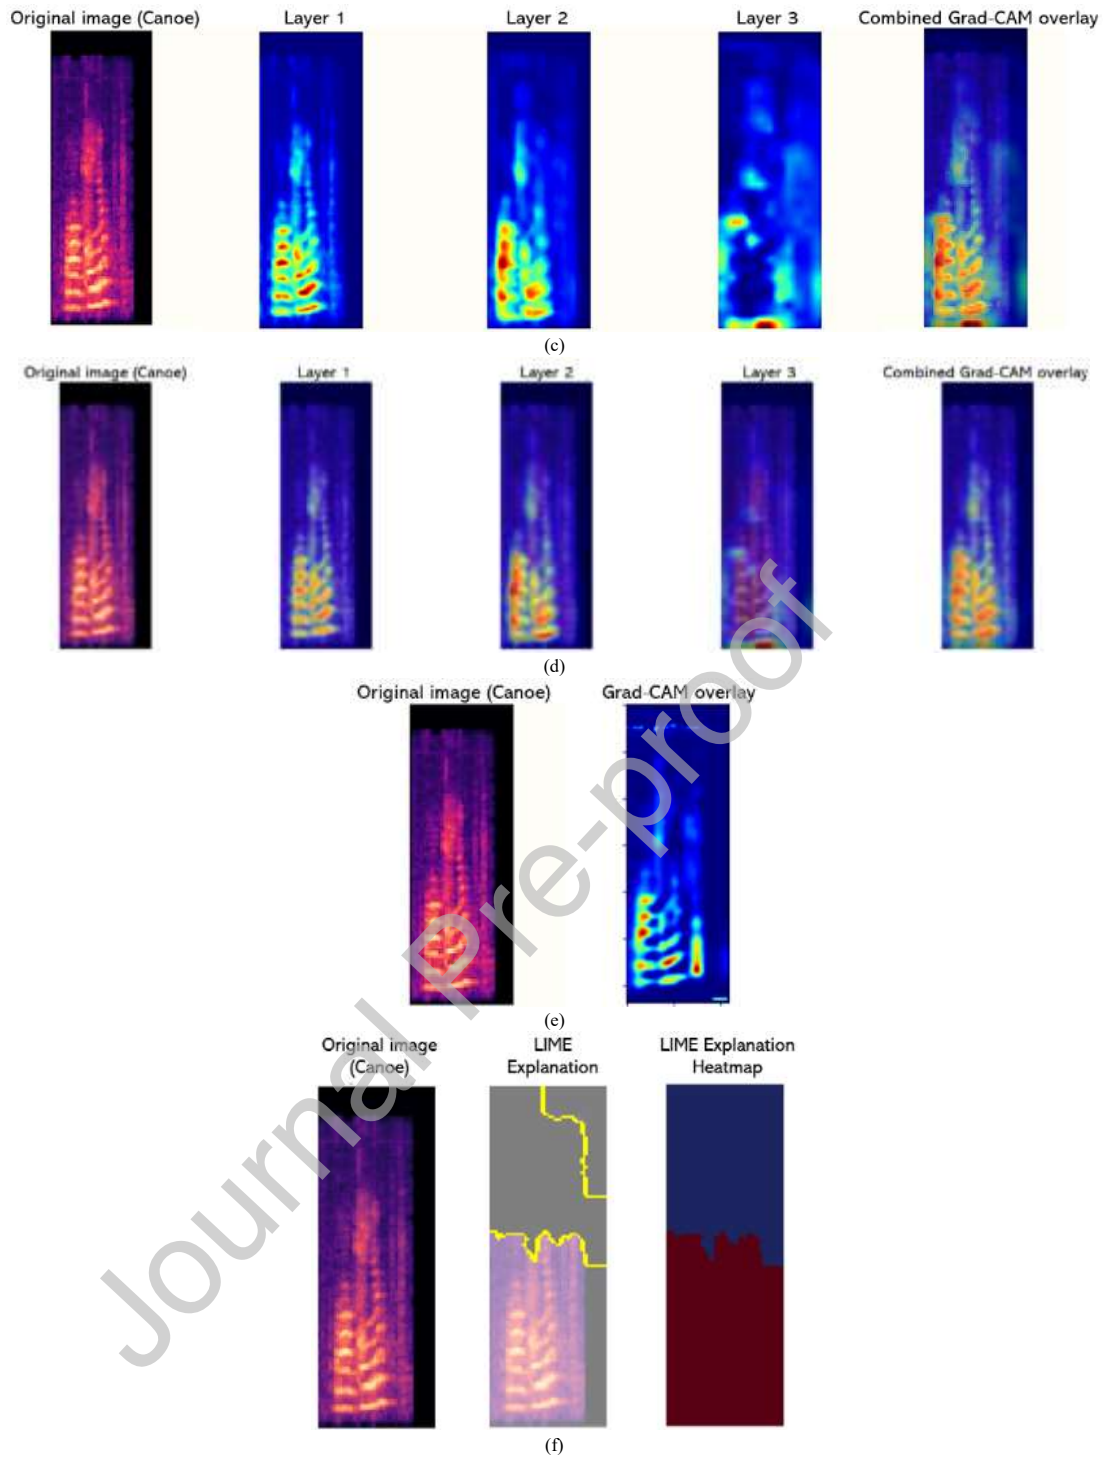 Original image (Canoe) Layer 1 Layer 2 Layer 3 Combined Grad-CAM overlay
(c)
Original image (Canoe) Layer 1 Layer 2 Layer 3 Combined Grad-CAM overlay
(d)
Original image (Canoe) Grad-CAM overlay
(e)
Original image LIME LIME Explanation
(Canoe) Explanation Heatmap
(f)
Journal Pre-proof